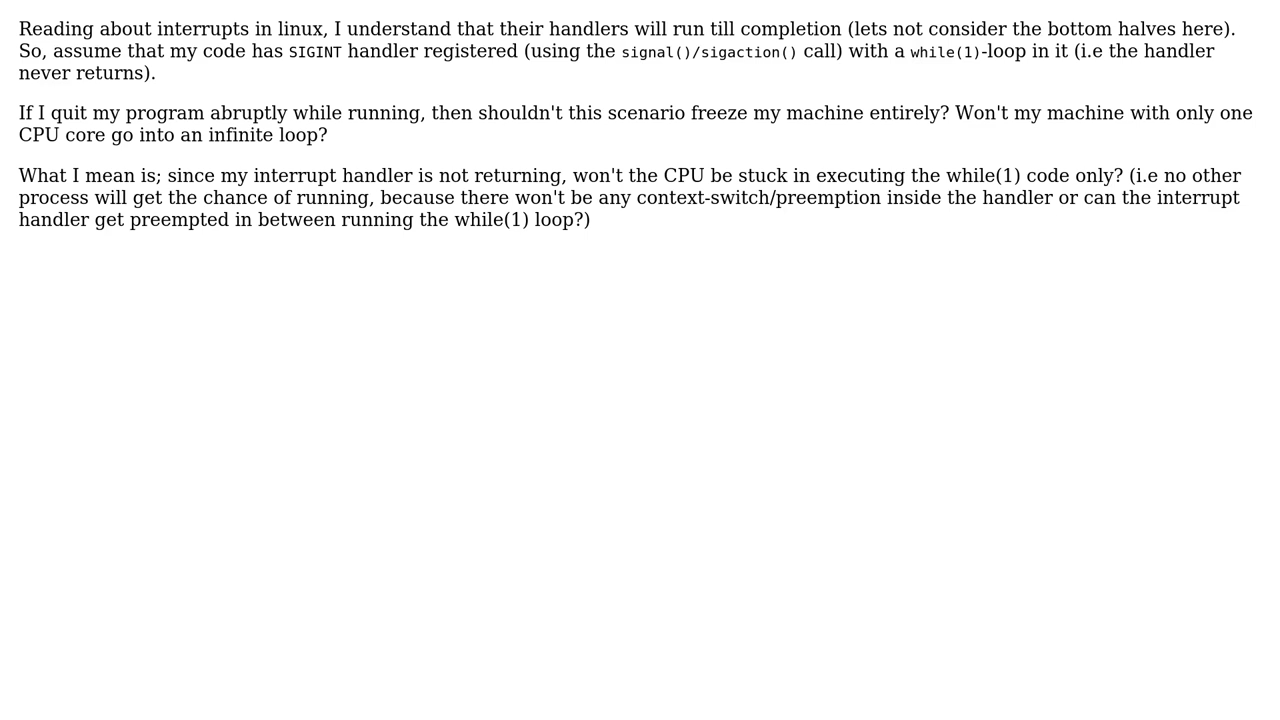 Reading about interrupts in linux, I understand that their handlers will run till completion (lets not consider the bottom halves here).
So, assume that my code has SIGINT handler registered (using the signal()/sigaction() call) with a while(1)-loop in it (i.e the handler
never returns).
If I quit my program abruptly while running, then shouldn't this scenario freeze my machine entirely? Won't my machine with only one
CPU core go into an infinite loop?
What I mean is; since my interrupt handler is not returning, won't the CPU be stuck in executing the while(1) code only? (i.e no other
process will get the chance of running, because there won't be any context-switch/preemption inside the handler or can the interrupt
handler get preempted in between running the while(1) loop?)